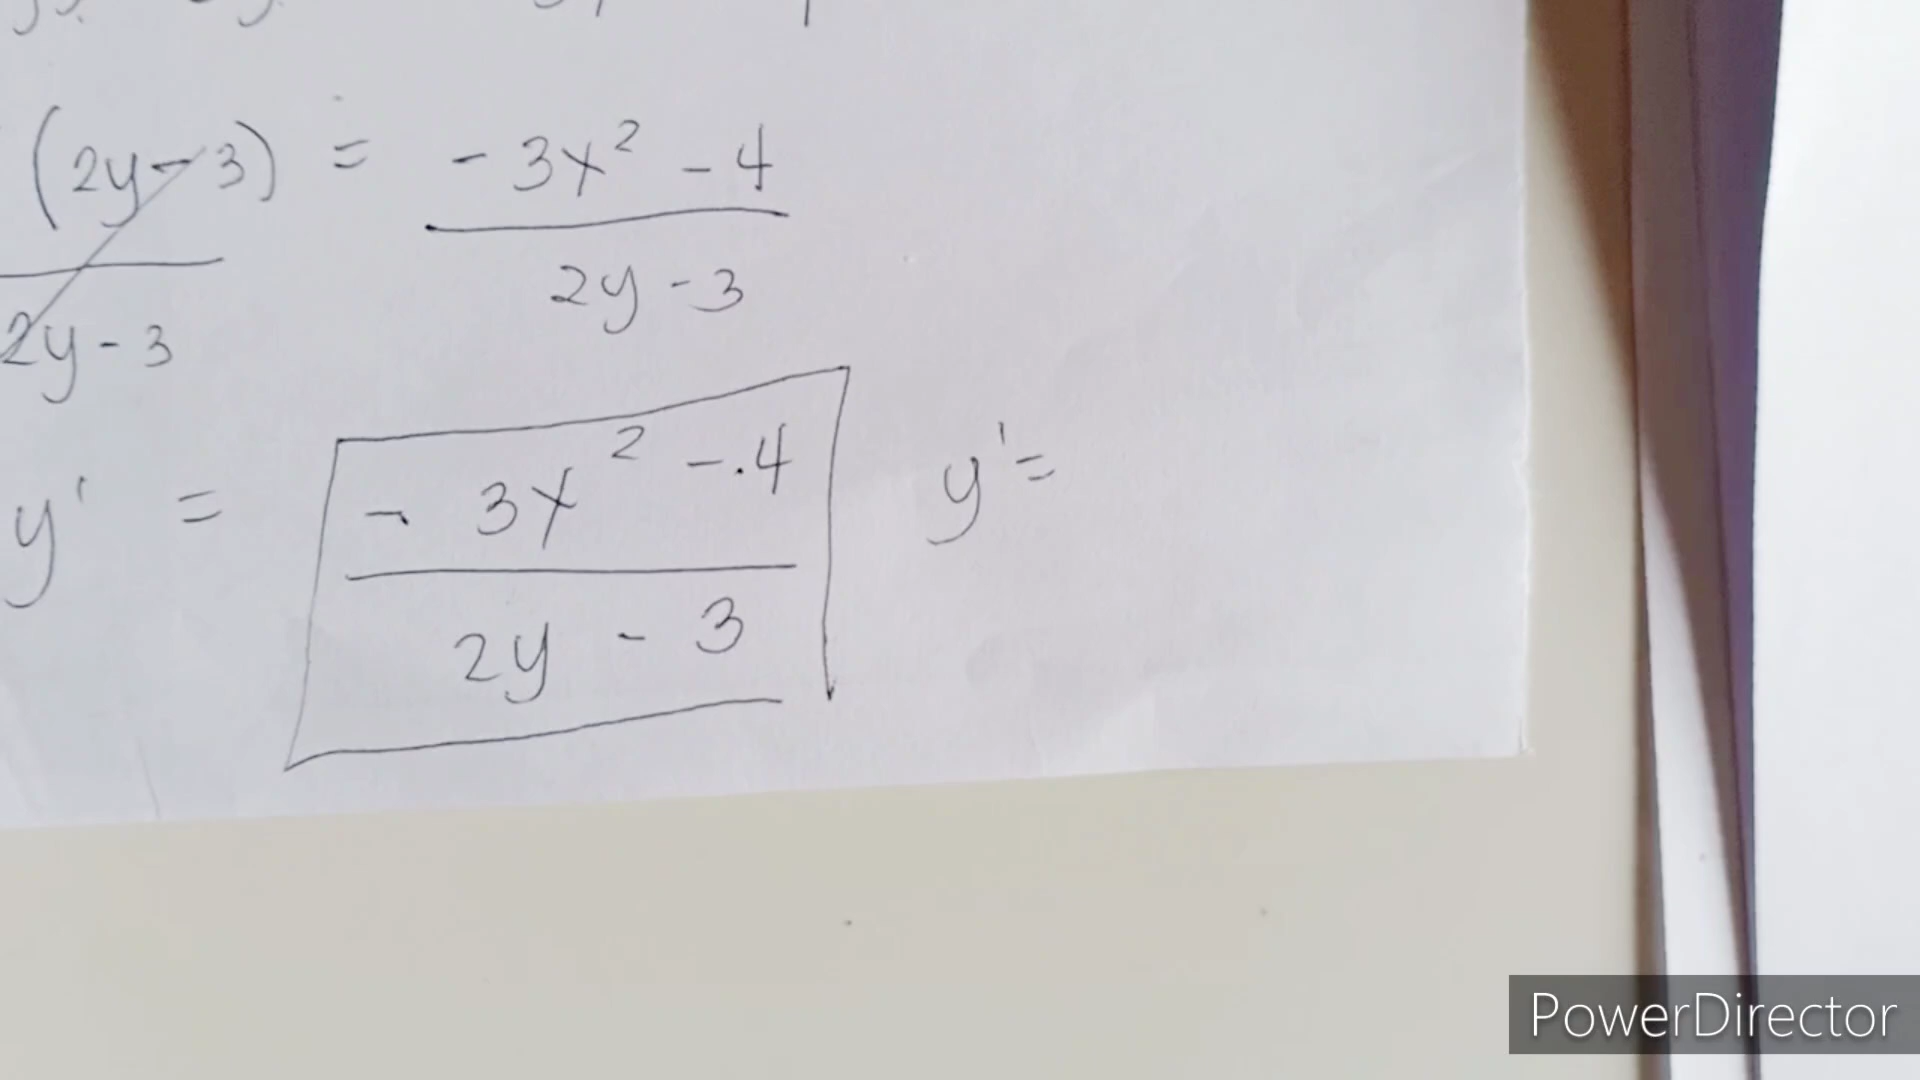 (2y-3) = -3x² -4
2y-3
2y-3
y' = -3x² -.4 y'=
2y - 3
PowerDirector